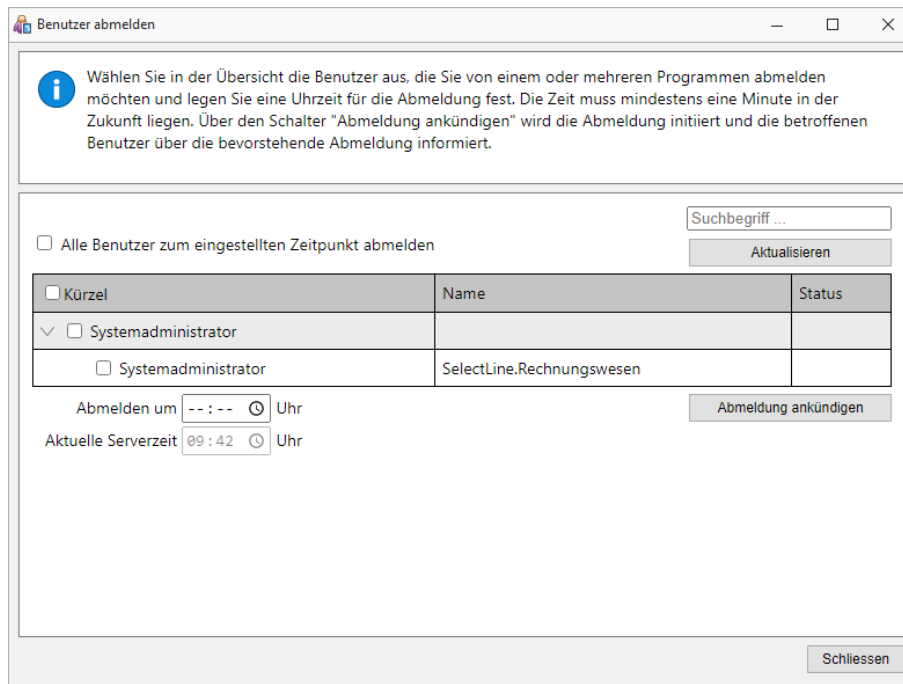 Benutzer abmelden
Wählen Sie in der Übersicht die Benutzer aus, die Sie von einem oder mehreren Programmen abmelden
möchten und legen Sie eine Uhrzeit für die Abmeldung fest. Die Zeit muss mindestens eine Minute in der
Zukunft liegen. Über den Schalter "Abmeldung ankündigen" wird die Abmeldung initiiert und die betroffenen
Benutzer über die bevorstehende Abmeldung informiert.
Suchbegriff ...
Alle Benutzer zum eingestellten Zeitpunkt abmelden
Aktualisieren
Kürzel Name Status
Systemadministrator
Systemadministrator SelectLine.Rechnungswesen
Abmelden um --:-- Uhr Abmeldung ankündigen
Aktuelle Serverzeit 09:42 Uhr
Schliessen